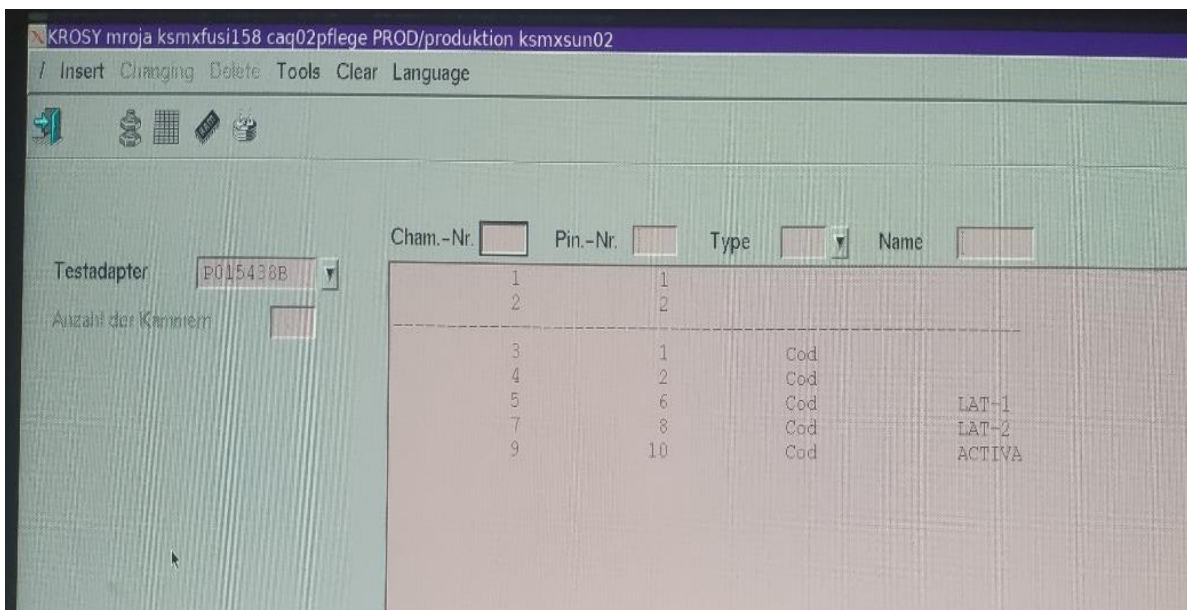 KROSY mroja ksmxfusi158 caq02pflege PROD/produktion ksmxsun02
/ Insert Changing Delete Tools Clear Language
Cham.-Nr. Pin.-Nr. Type Name
Testadapter P015438B
Anzahl der Kammern
1 1
2 2
3 1 Cod
4 2 Cod
5 6 Cod LAT-1
7 8 Cod LAT-2
9 10 Cod ACTIVA